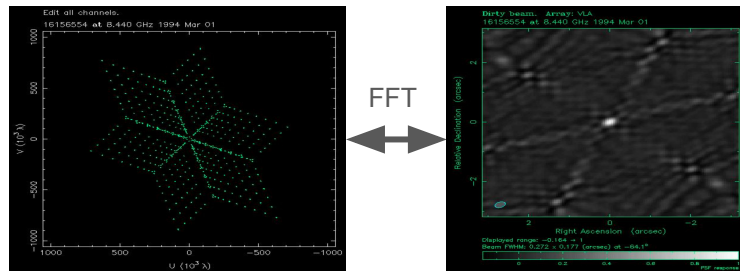 Edit all channels.
16156554 at 8.440 GHz 1994 Mar 01
1000
500
0
-500
-1000
V (10³ λ)
1000
500
0
-500
-1000
U (10³ λ)
FFT
Dirty beam. Array: VLA
16156554 at 8.440 GHz 1994 Mar 01
2
0
-2
Relative Declination (arcsec)
2
0
-2
Right Ascension (arcsec)
Displayed range: -0.164 → 1
Beam FWHM: 0.272 x 0.177 (arcsec) at -64.1°
0
0.2
0.4
0.6
0.8
1
PSF response